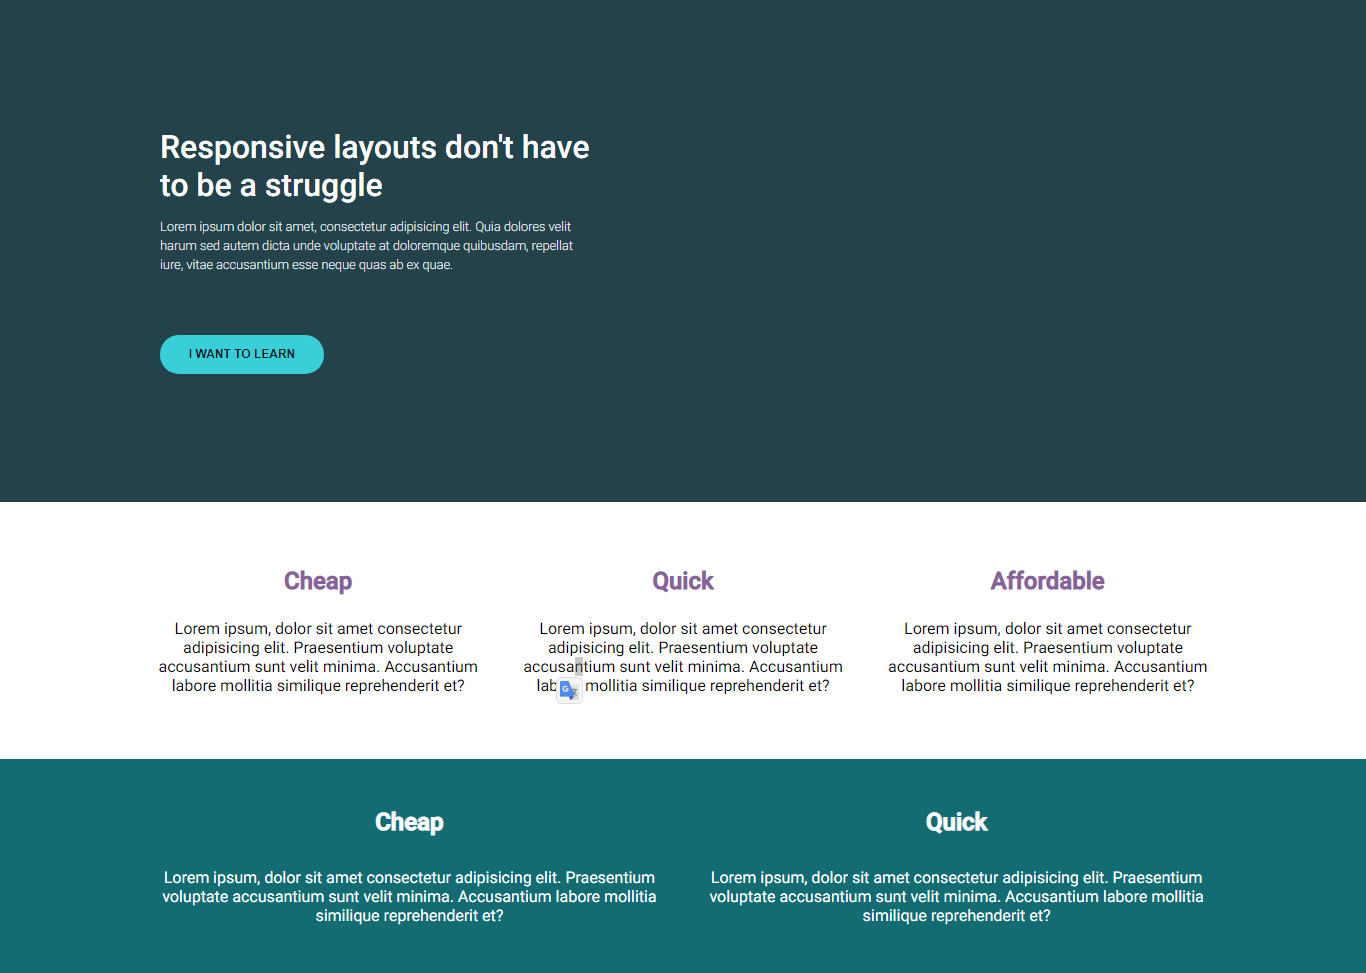 Responsive layouts don't have
to be a struggle
Lorem ipsum dolor sit amet, consectetur adipisicing elit. Quia dolores velit
harum sed autem dicta unde voluptate at doloremque quibusdam, repellat
iure, vitae accusantium esse neque quas ab ex quae.
I WANT TO LEARN
Cheap
Lorem ipsum, dolor sit amet consectetur
adipisicing elit. Praesentium voluptate
accusantium sunt velit minima. Accusantium
labore mollitia similique reprehenderit et?
Quick
Lorem ipsum, dolor sit amet consectetur
adipisicing elit. Praesentium voluptate
accusantium sunt velit minima. Accusantium
lab mollitia similique reprehenderit et?
Affordable
Lorem ipsum, dolor sit amet consectetur
adipisicing elit. Praesentium voluptate
accusantium sunt velit minima. Accusantium
labore mollitia similique reprehenderit et?
Cheap
Lorem ipsum, dolor sit amet consectetur adipisicing elit. Praesentium
voluptate accusantium sunt velit minima. Accusantium labore mollitia
similique reprehenderit et?
Quick
Lorem ipsum, dolor sit amet consectetur adipisicing elit. Praesentium
voluptate accusantium sunt velit minima. Accusantium labore mollitia
similique reprehenderit et?